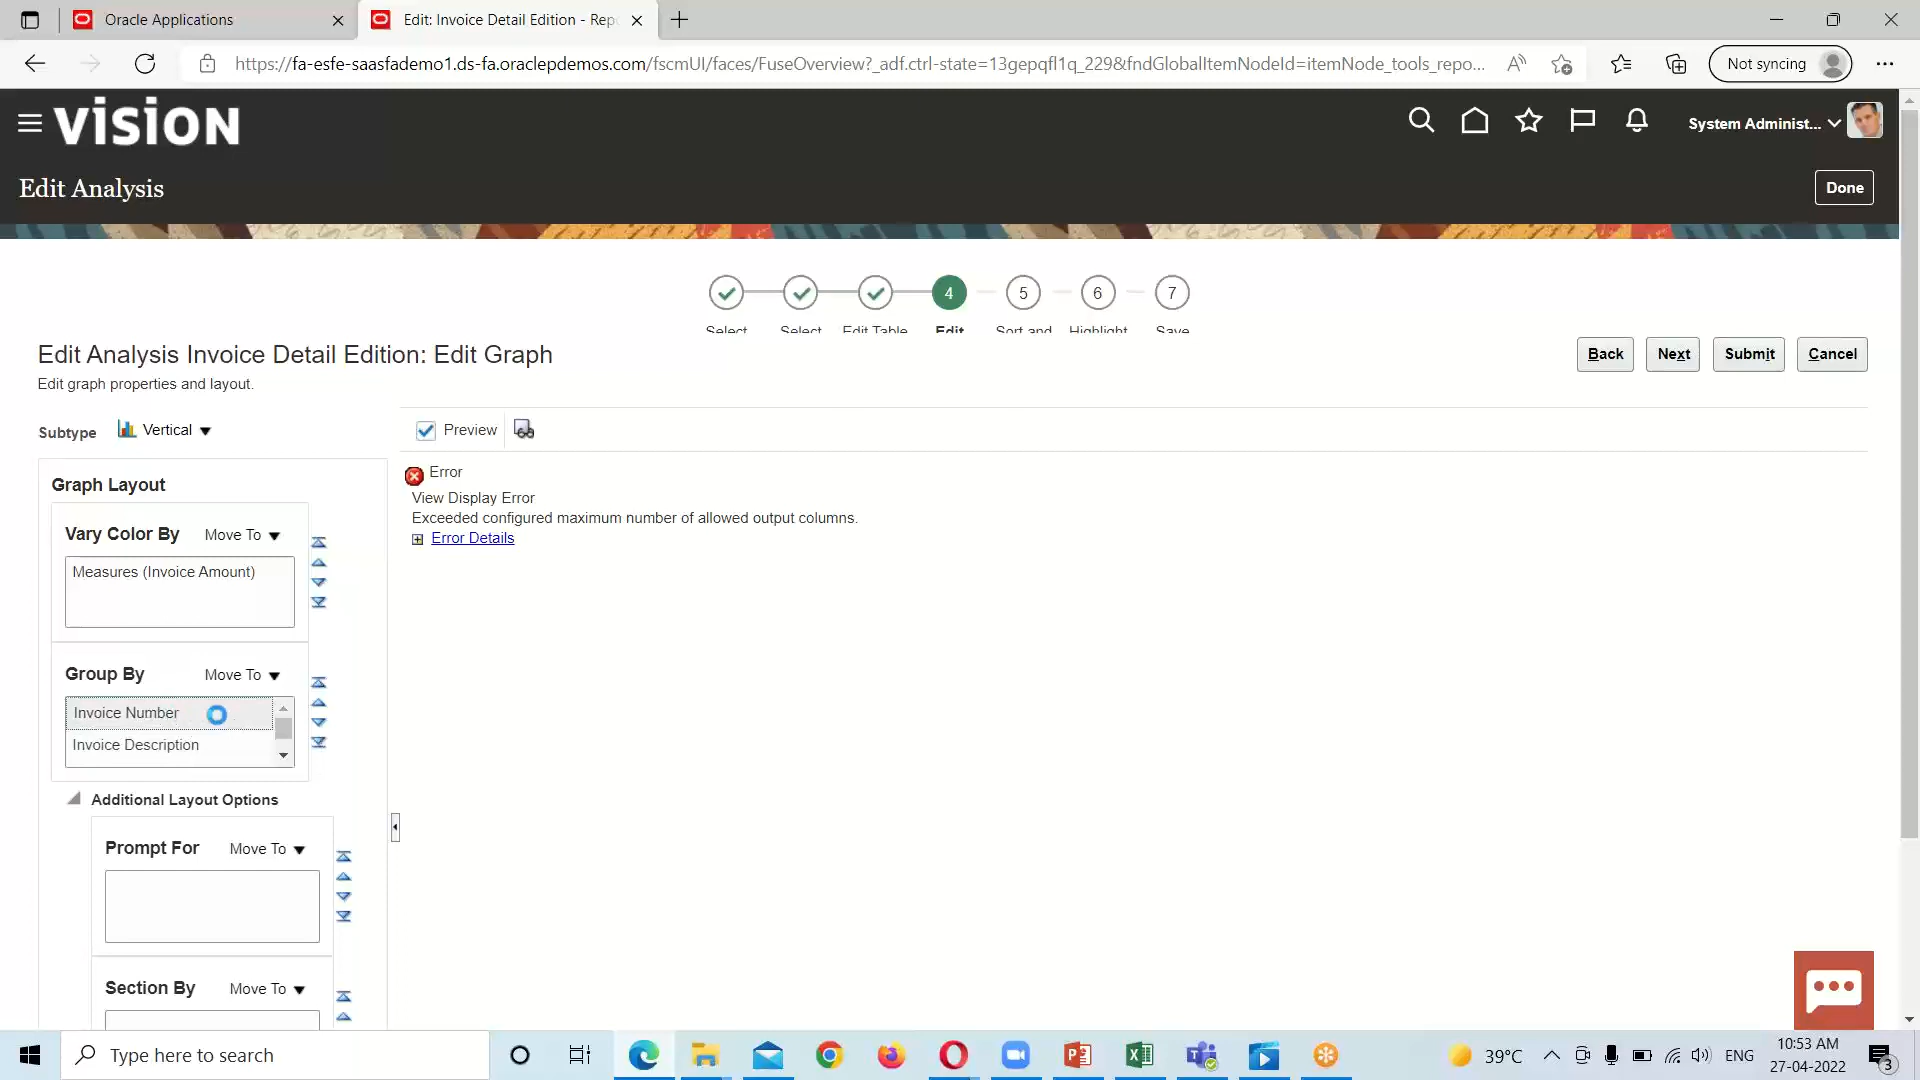 Oracle Applications
Edit: Invoice Detail Edition - Repo
https://fa-esfe-saasfademo1.ds-fa.oraclepdemos.com/fscmUI/faces/FuseOverview?_adf.ctrl-state=13gepqfl1q_229&fndGlobalItemNodeId=itemNode_tools_repo...
Not syncing
VISION
System Administ...
Edit Analysis
Done
4
5
6
7
Select
Select
Edit Table
Edit
Sort and
Highlight
Save
Edit Analysis Invoice Detail Edition: Edit Graph
Back
Next
Submit
Cancel
Edit graph properties and layout.
Subtype
Vertical
Preview
Error
View Display Error
Exceeded configured maximum number of allowed output columns.
Error Details
Graph Layout
Vary Color By
Move To
Measures (Invoice Amount)
Group By
Move To
Invoice Number
Invoice Description
Additional Layout Options
Prompt For
Move To
Section By
Move To
Type here to search
39°C
ENG
10:53 AM
27-04-2022
3